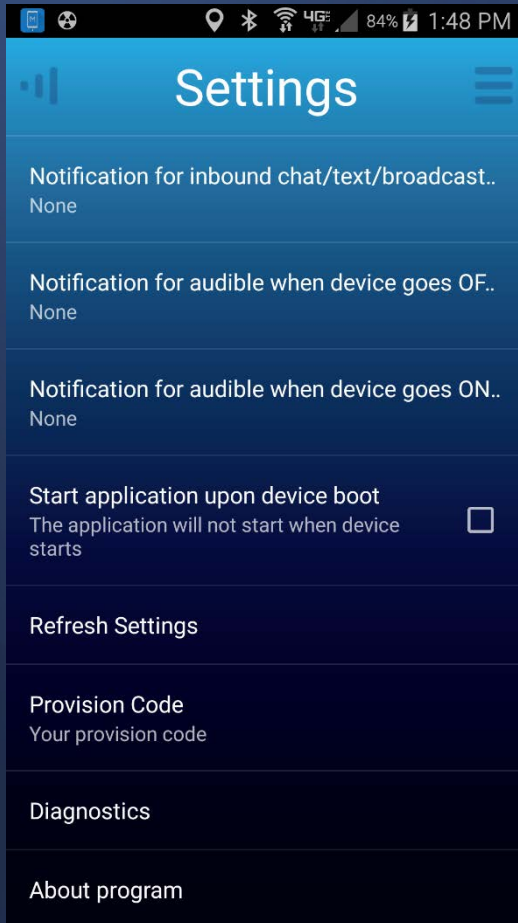 4G LTE 84% 1:48 PM
Settings
Notification for inbound chat/text/broadcast..
None
Notification for audible when device goes OF..
None
Notification for audible when device goes ON..
None
Start application upon device boot
The application will not start when device
starts
Refresh Settings
Provision Code
Your provision code
Diagnostics
About program